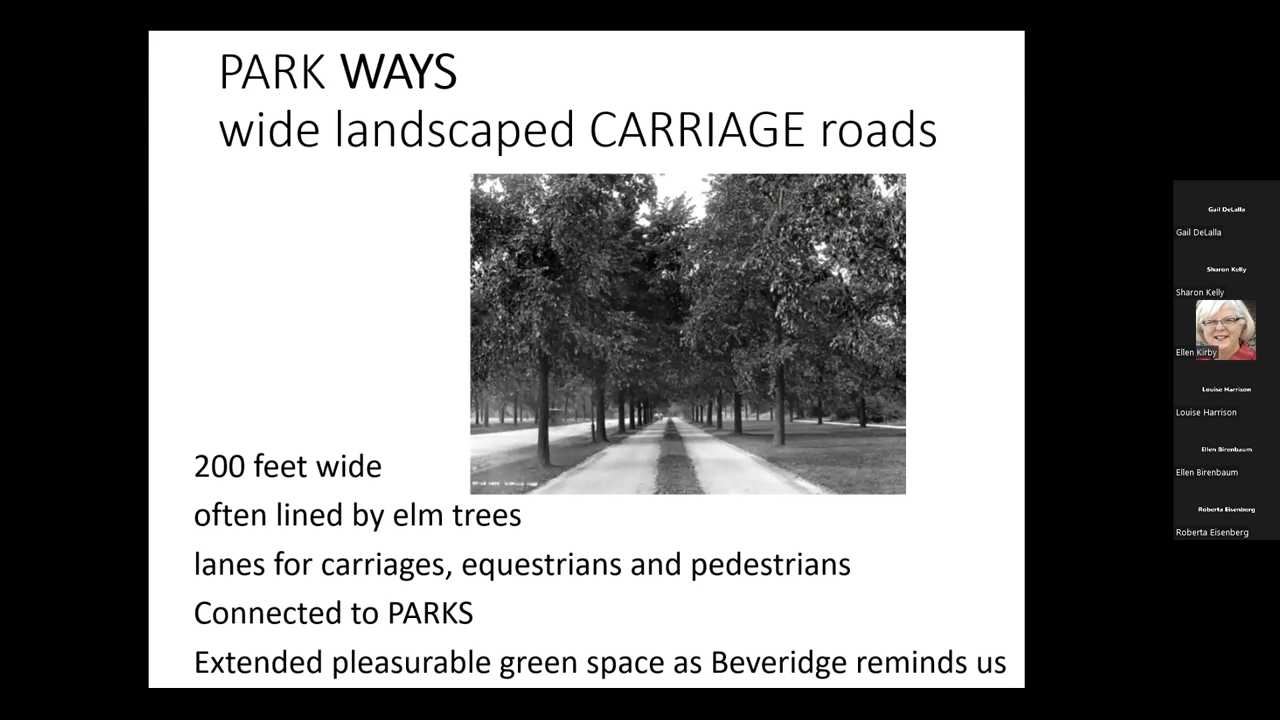 PARK WAYS
wide landscaped CARRIAGE roads
200 feet wide
often lined by elm trees
lanes for carriages, equestrians and pedestrians
Connected to PARKS
Extended pleasurable green space as Beveridge reminds us
Gail DeLalla
Gail DeLalla
Sharon Kelly
Sharon Kelly
Ellen Kirby
Louise Harrison
Louise Harrison
Ellen Birenbaum
Ellen Birenbaum
Roberta Eisenberg
Roberta Eisenberg